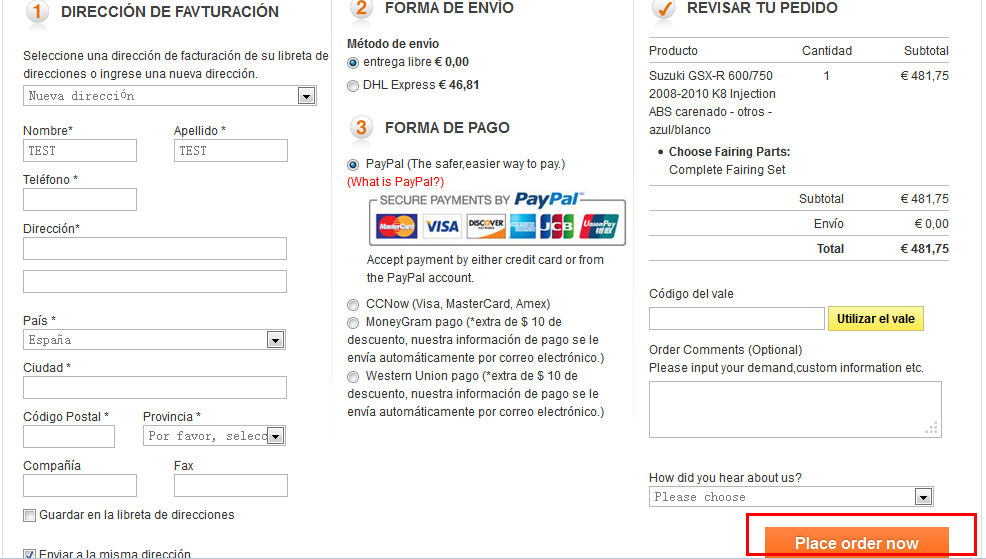 1 DIRECCIÓN DE FAVTURACIÓN
Seleccione una dirección de facturación de su libreta de
direcciones o ingrese una nueva dirección.
Nueva dirección
Nombre* Apellido *
TEST TEST
Teléfono *
Dirección*
País *
España
Ciudad *
Código Postal * Provincia *
Por favor, selecc
Compañía Fax
Guardar en la libreta de direcciones
Enviar a la misma dirección
2 FORMA DE ENVÍO
Método de envio
entrega libre € 0,00
DHL Express € 46,81
3 FORMA DE PAGO
PayPal (The safer,easier way to pay.)
(What is PayPal?)
SECURE PAYMENTS BY PayPal
MasterCard VISA DISCOVER JCB UnionPay
Accept payment by either credit card or from
the PayPal account.
CCNow (Visa, MasterCard, Amex)
MoneyGram pago (*extra de $ 10 de
descuento, nuestra información de pago se le
envía automáticamente por correo electrónico.)
Western Union pago (*extra de $ 10 de
descuento, nuestra información de pago se le
envía automáticamente por correo electrónico.)
REVISAR TU PEDIDO
Producto Cantidad Subtotal
Suzuki GSX-R 600/750 1 € 481,75
2008-2010 K8 Injection
ABS carenado - otros -
azul/blanco
• Choose Fairing Parts:
Complete Fairing Set
Subtotal € 481,75
Envío € 0,00
Total € 481,75
Código del vale
Utilizar el vale
Order Comments (Optional)
Please input your demand,custom information etc.
How did you hear about us?
Please choose
Place order now